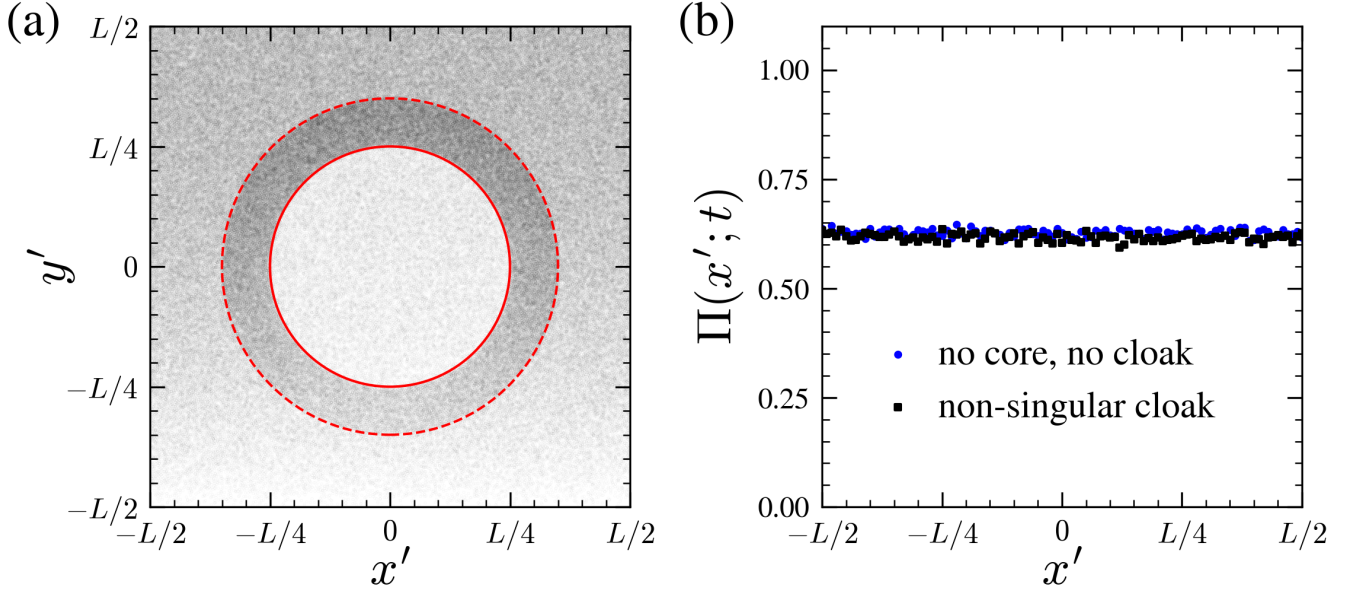 (a)
L/2
L/4
0
−L/4
−L/2
y′
−L/2 −L/4 0 L/4 L/2
x′
(b)
1.00
0.75
0.50
0.25
0.00
Π(x′; t)
no core, no cloak
non-singular cloak
−L/2 −L/4 0 L/4 L/2
x′